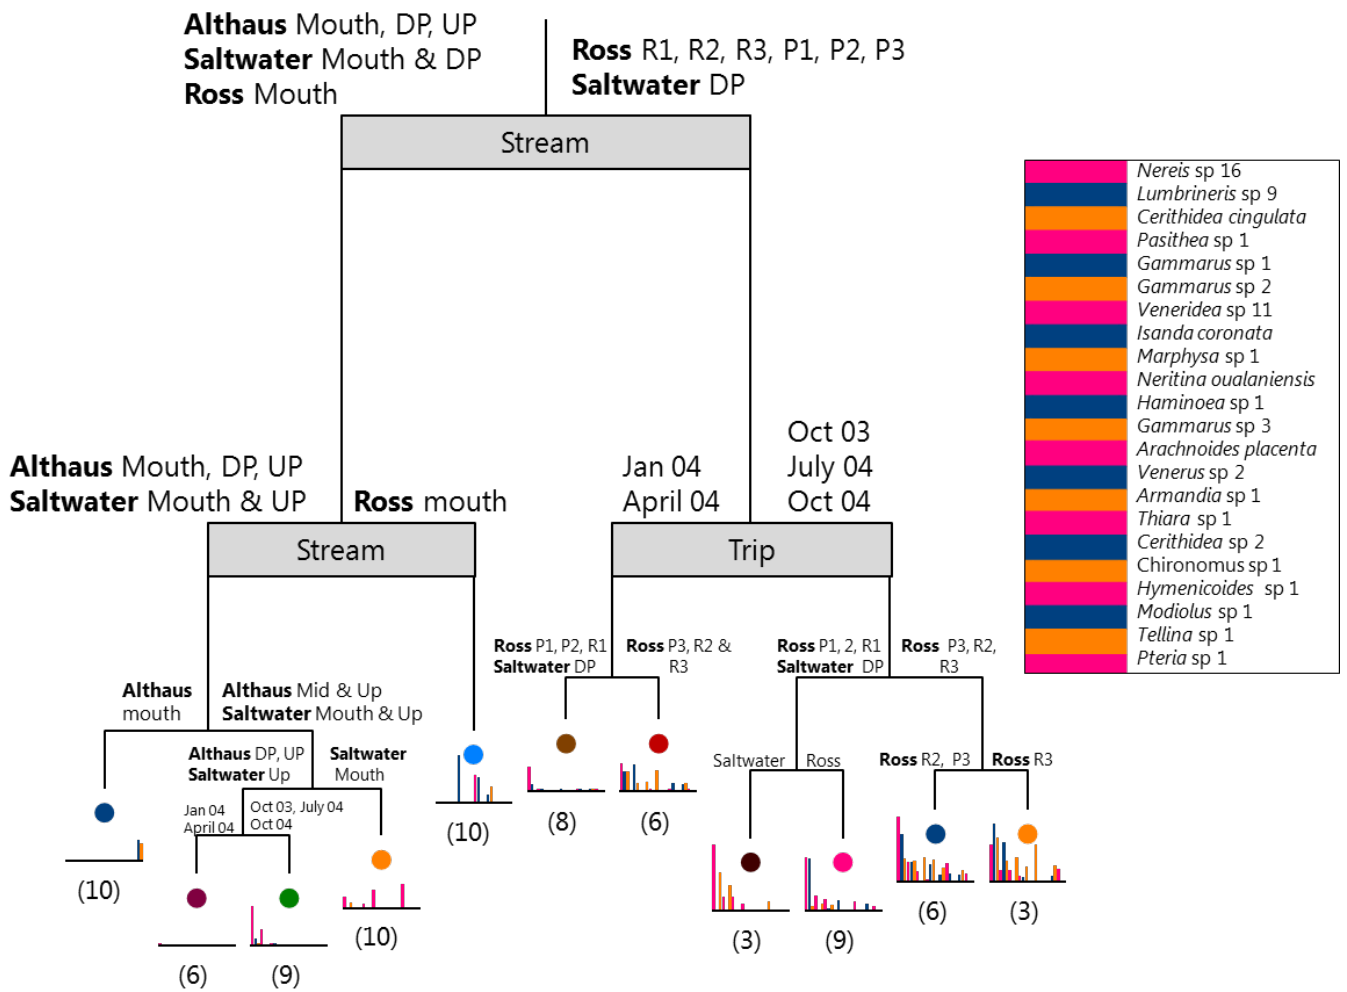 Althaus Mouth, DP, UP
Saltwater Mouth & DP
Ross Mouth
Ross R1, R2, R3, P1, P2, P3
Saltwater DP
Stream
Nereis sp 16
Lumbrineris sp 9
Cerithidea cingulata
Pasithea sp 1
Gammarus sp 1
Gammarus sp 2
Veneridea sp 11
Isanda coronata
Marphysa sp 1
Neritina oualaniensis
Haminoea sp 1
Gammarus sp 3
Arachnoides placenta
Venerus sp 2
Armandia sp 1
Thiara sp 1
Cerithidea sp 2
Chironomus sp 1
Hymenicoides sp 1
Modiolus sp 1
Tellina sp 1
Pteria sp 1
Althaus Mouth, DP, UP
Saltwater Mouth & UP
Ross mouth
Jan 04
April 04
Oct 03
July 04
Oct 04
Stream
Trip
Ross P1, P2, R1
Saltwater DP
Ross P3, R2 &
R3
Ross P1, 2, R1
Saltwater DP
Ross P3, R2,
R3
Althaus
mouth
Althaus Mid & Up
Saltwater Mouth & Up
Althaus DP, UP
Saltwater Up
Saltwater
Mouth
Saltwater
Ross
Ross R2, P3
Ross R3
Jan 04
April 04
Oct 03, July 04
Oct 04
(10)
(8)
(6)
(10)
(6)
(3)
(10)
(3)
(9)
(6)
(9)